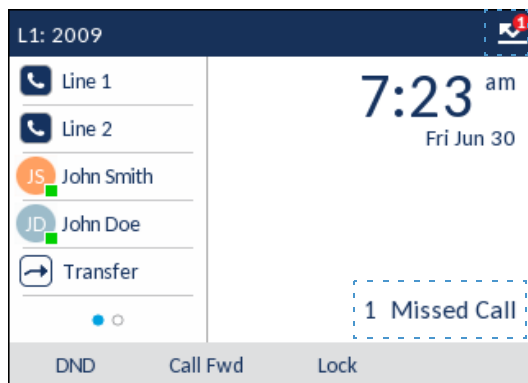 L1: 2009
1
Line 1
Line 2
JS John Smith
JD John Doe
Transfer
7:23 am
Fri Jun 30
1 Missed Call
DND Call Fwd Lock